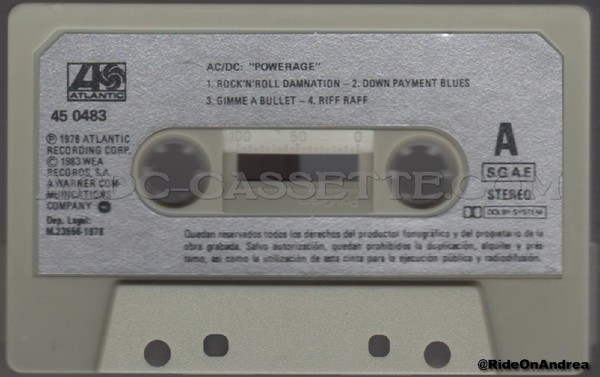 AC/DC: "POWERAGE"
1. ROCK'N'ROLL DAMNATION – 2. DOWN PAYMENT BLUES
3. GIMME A BULLET – 4. RIFF RAFF
ATLANTIC
45 0483
100 50 0
A
℗ 1978 ATLANTIC
RECORDING CORP.
© 1983 WEA
RECORDS, S.A.
A WARNER COM-
MUNICATIONS
COMPANY
Dep. Legal:
M.23656-1978
S.G.A.E.
STEREO
DOLBY SYSTEM
DC-CASSETTE.COM
Quedan reservados todos los derechos del productor fonográfico y del propietario de la
obra grabada. Salvo autorización, quedan prohibidos la duplicación, alquiler y prés-
tamo, así como la utilización de esta cinta para la ejecución pública y radiodifusión.
@RideOnAndrea